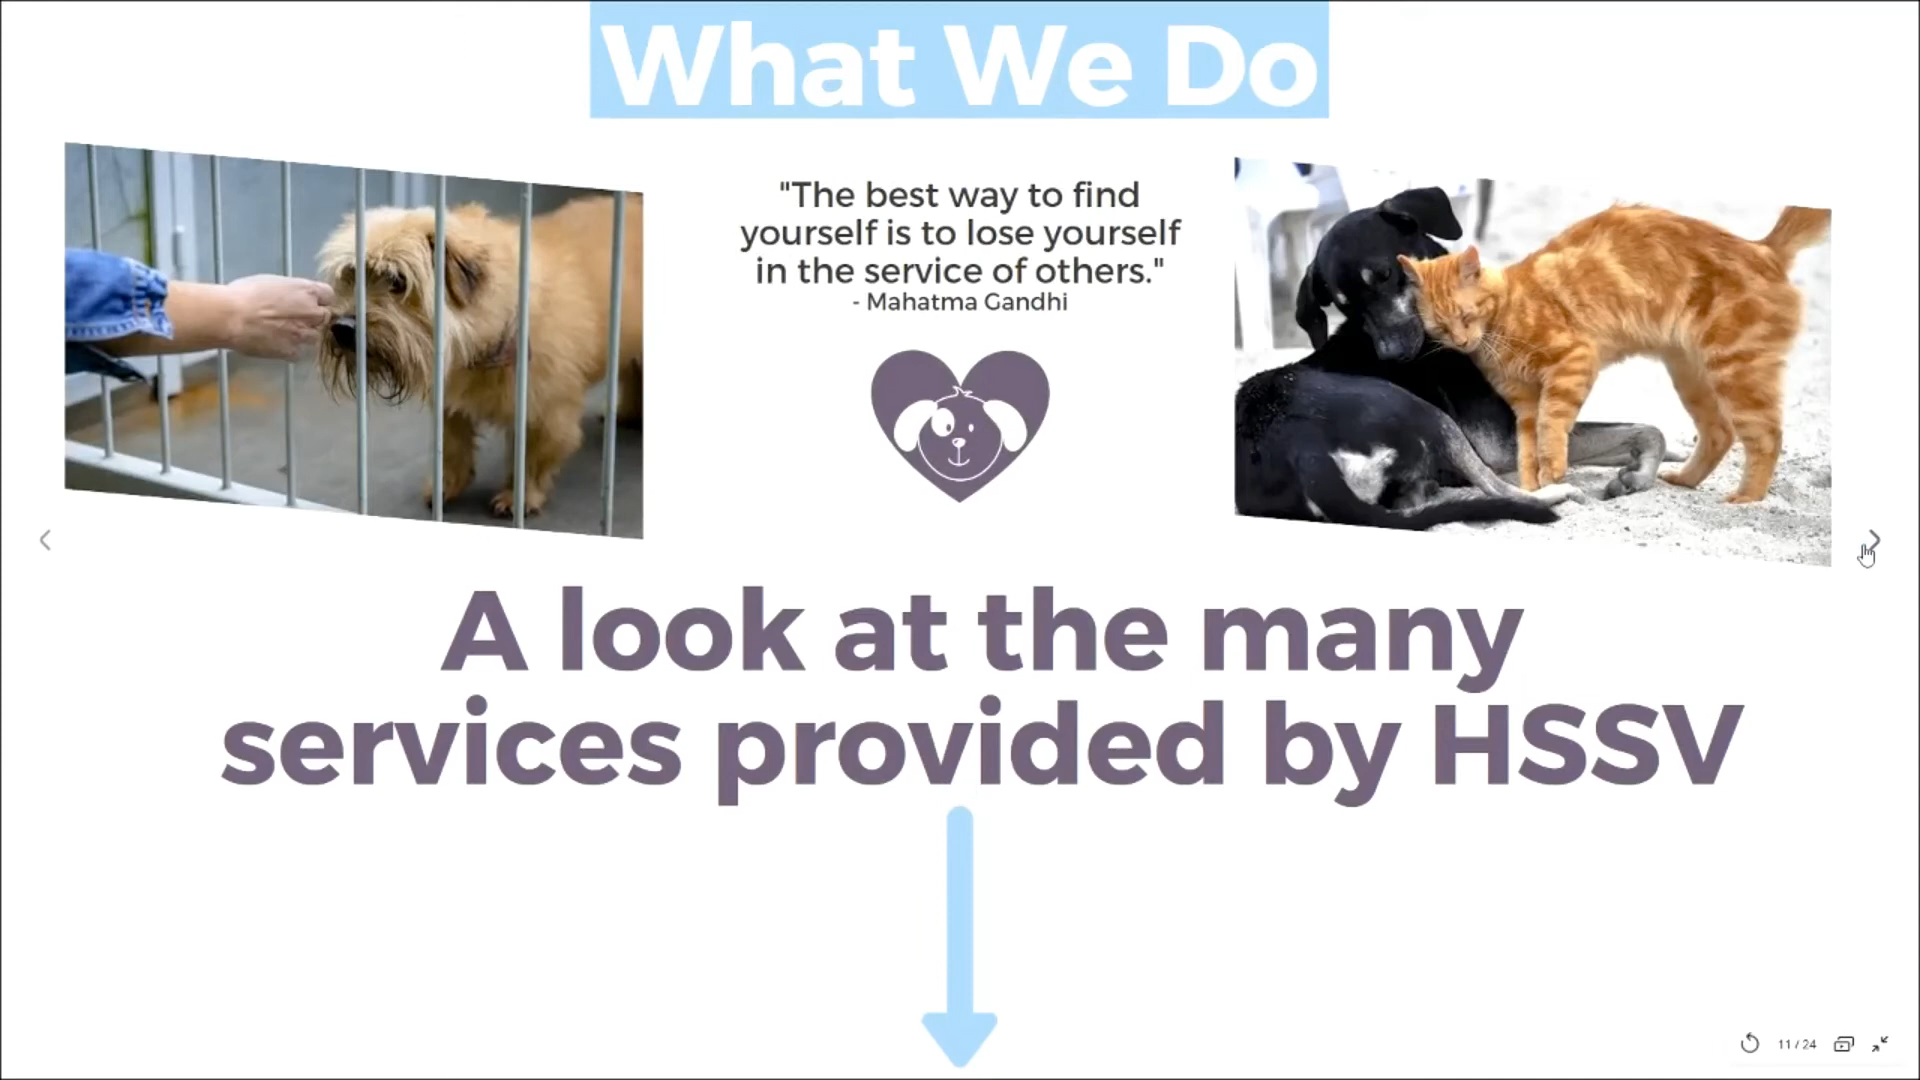 What We Do
"The best way to find
yourself is to lose yourself
in the service of others."
- Mahatma Gandhi
A look at the many
services provided by HSSV
11 / 24